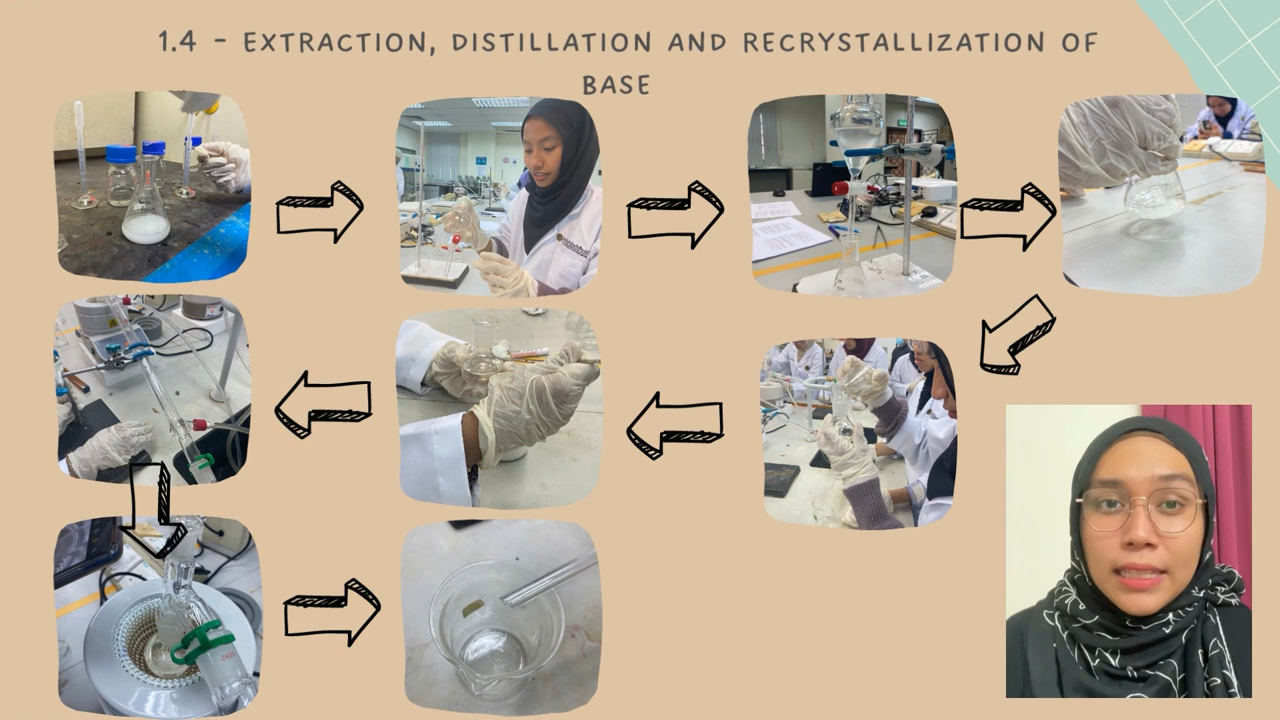 1.4 - EXTRACTION, DISTILLATION AND RECRYSTALLIZATION OF
BASE